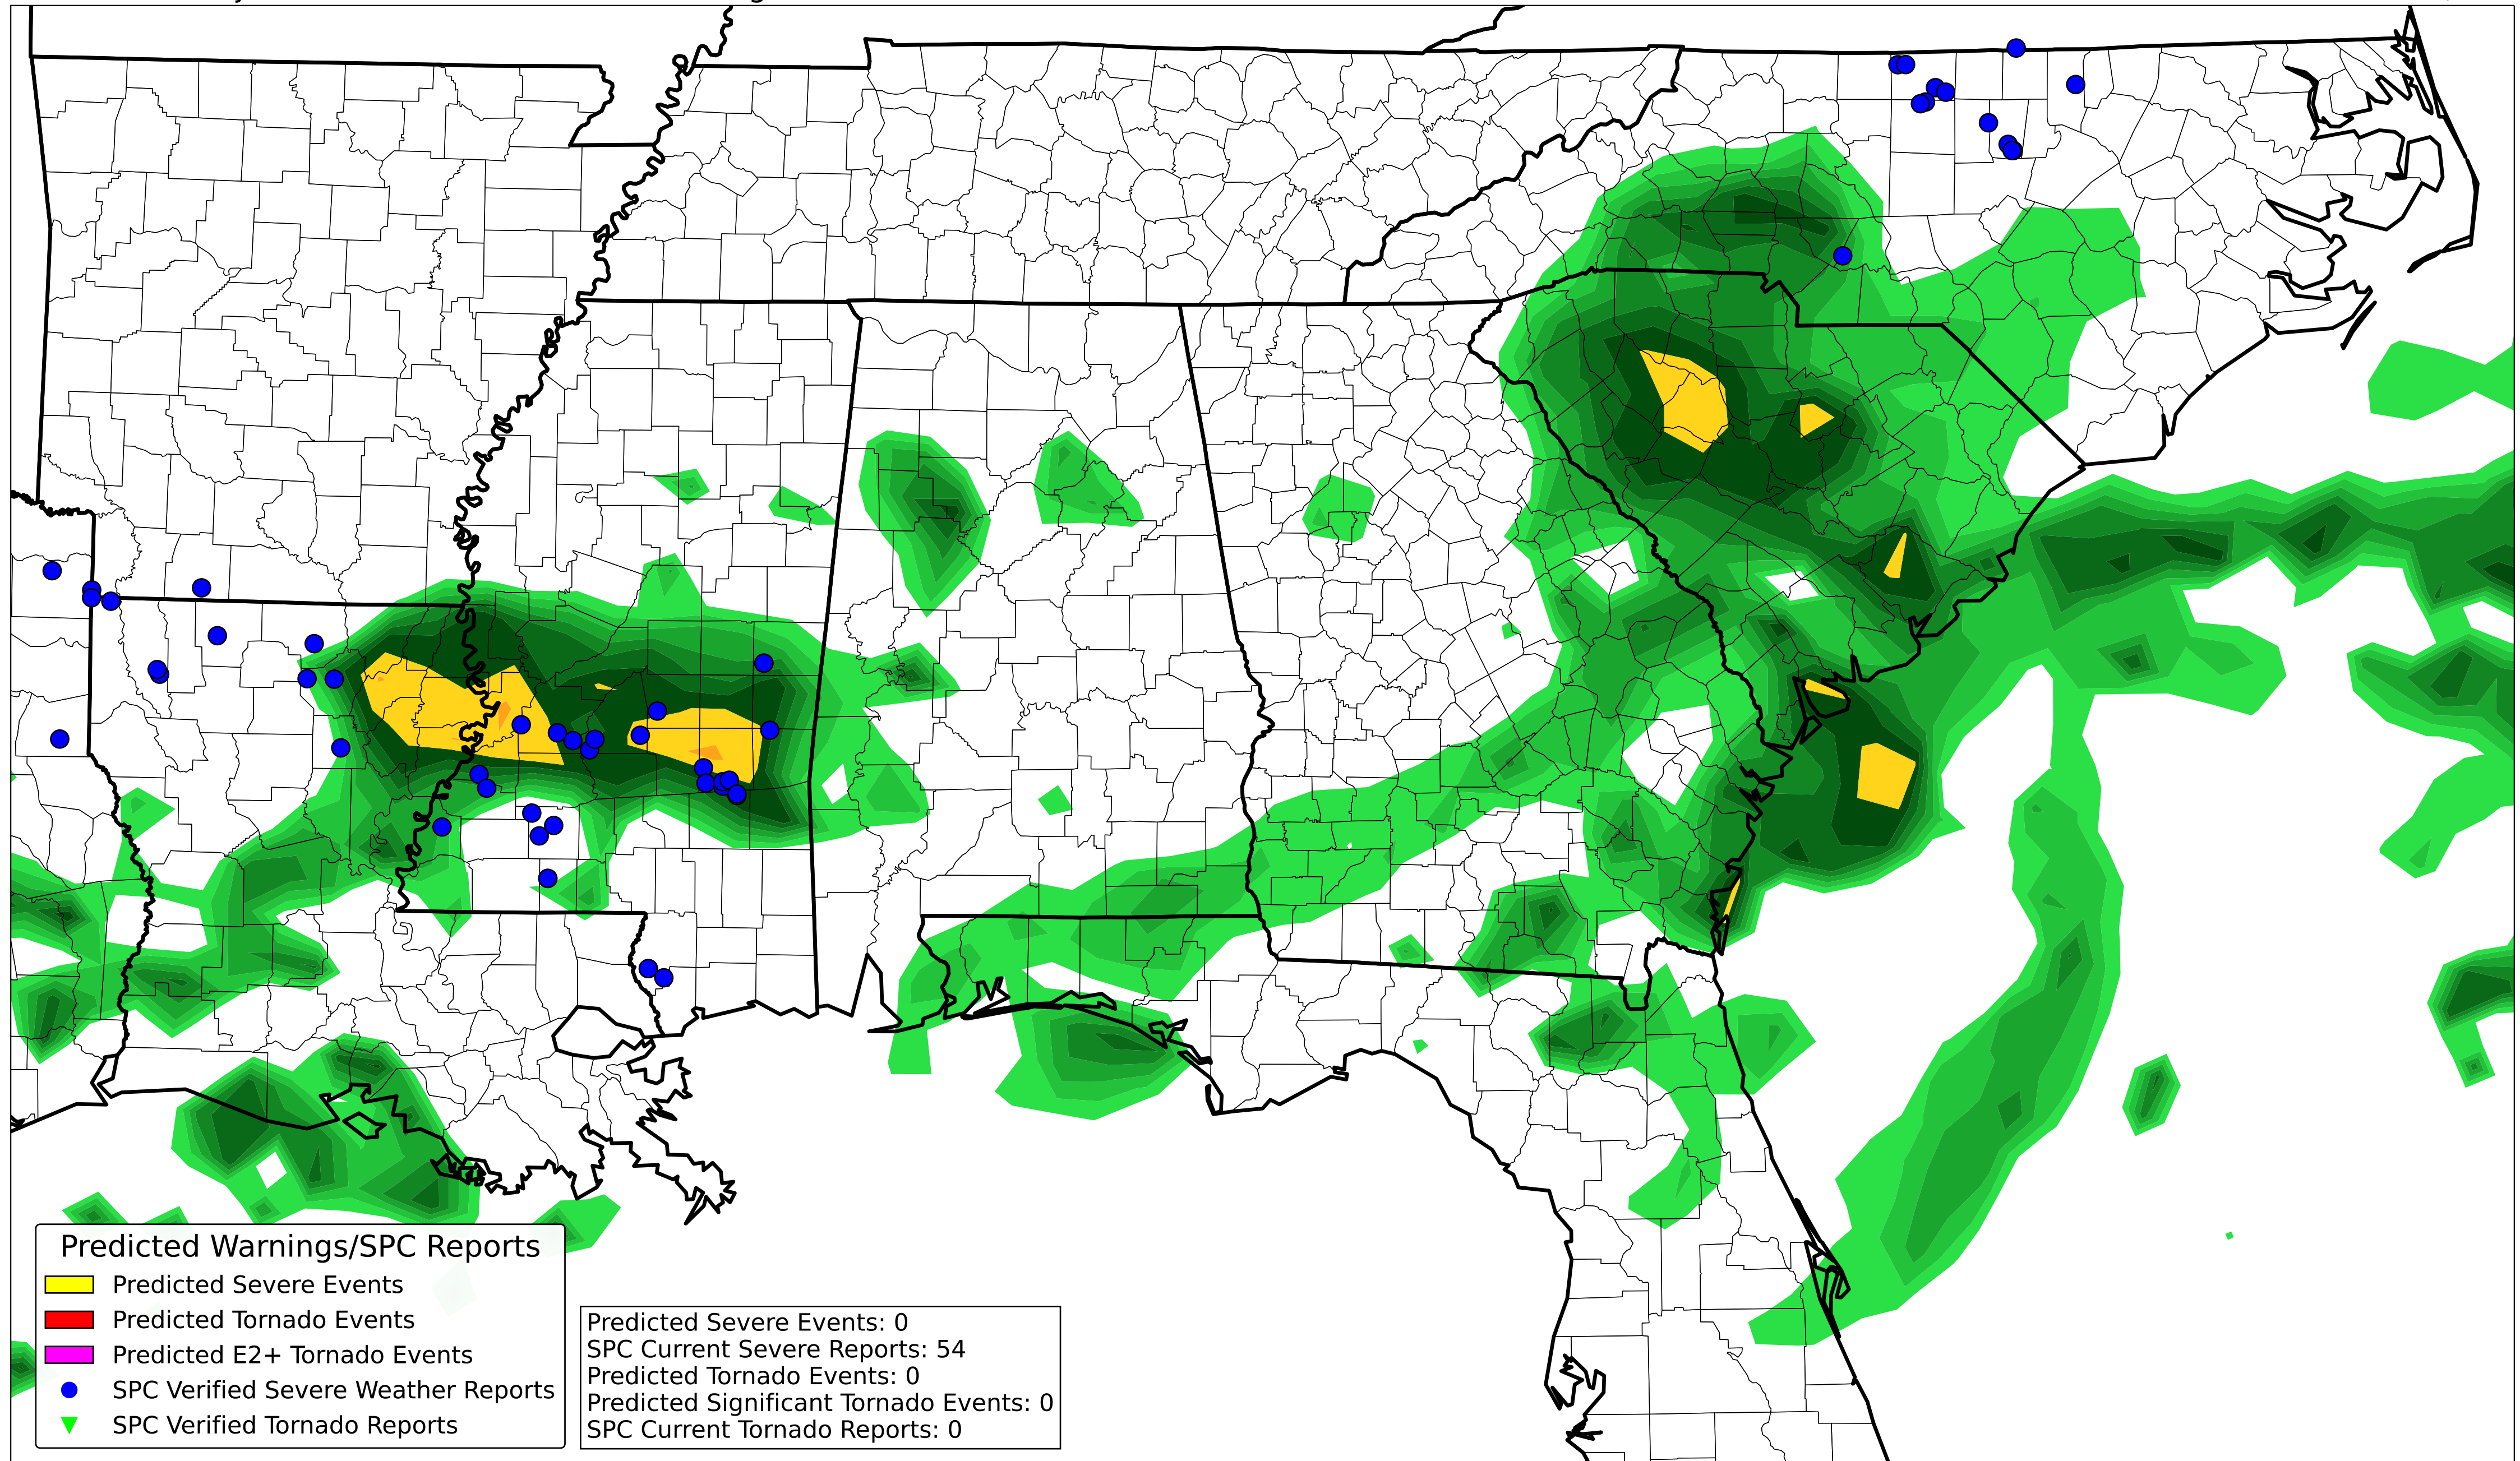 Predicted Warnings/SPC Reports
Predicted Severe Events
Predicted Tornado Events
Predicted E2+ Tornado Events
SPC Verified Severe Weather Reports
SPC Verified Tornado Reports
Predicted Severe Events: 0
SPC Current Severe Reports: 54
Predicted Tornado Events: 0
Predicted Significant Tornado Events: 0
SPC Current Tornado Reports: 0